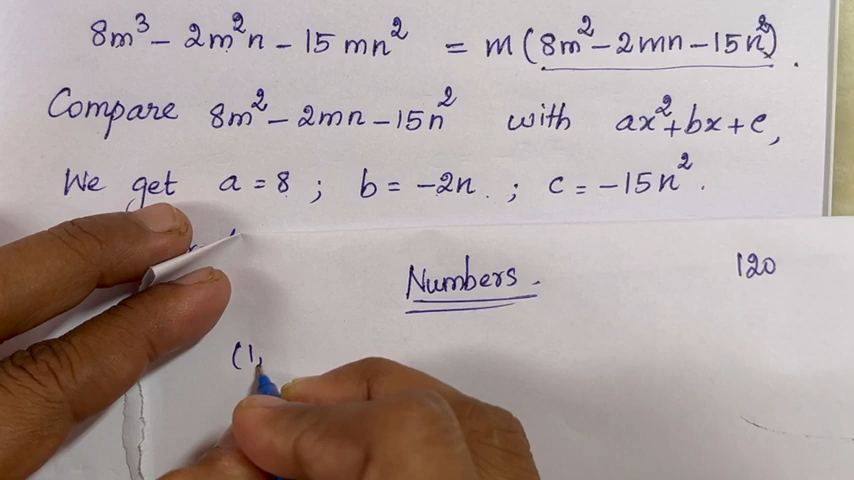 8m³ - 2m²n - 15mn² = m(8m² - 2mn - 15n²).
Compare 8m² - 2mn - 15n² with ax² + bx + c,
We get a = 8 ; b = -2n. ; c = -15n².
Numbers. 120
(1,